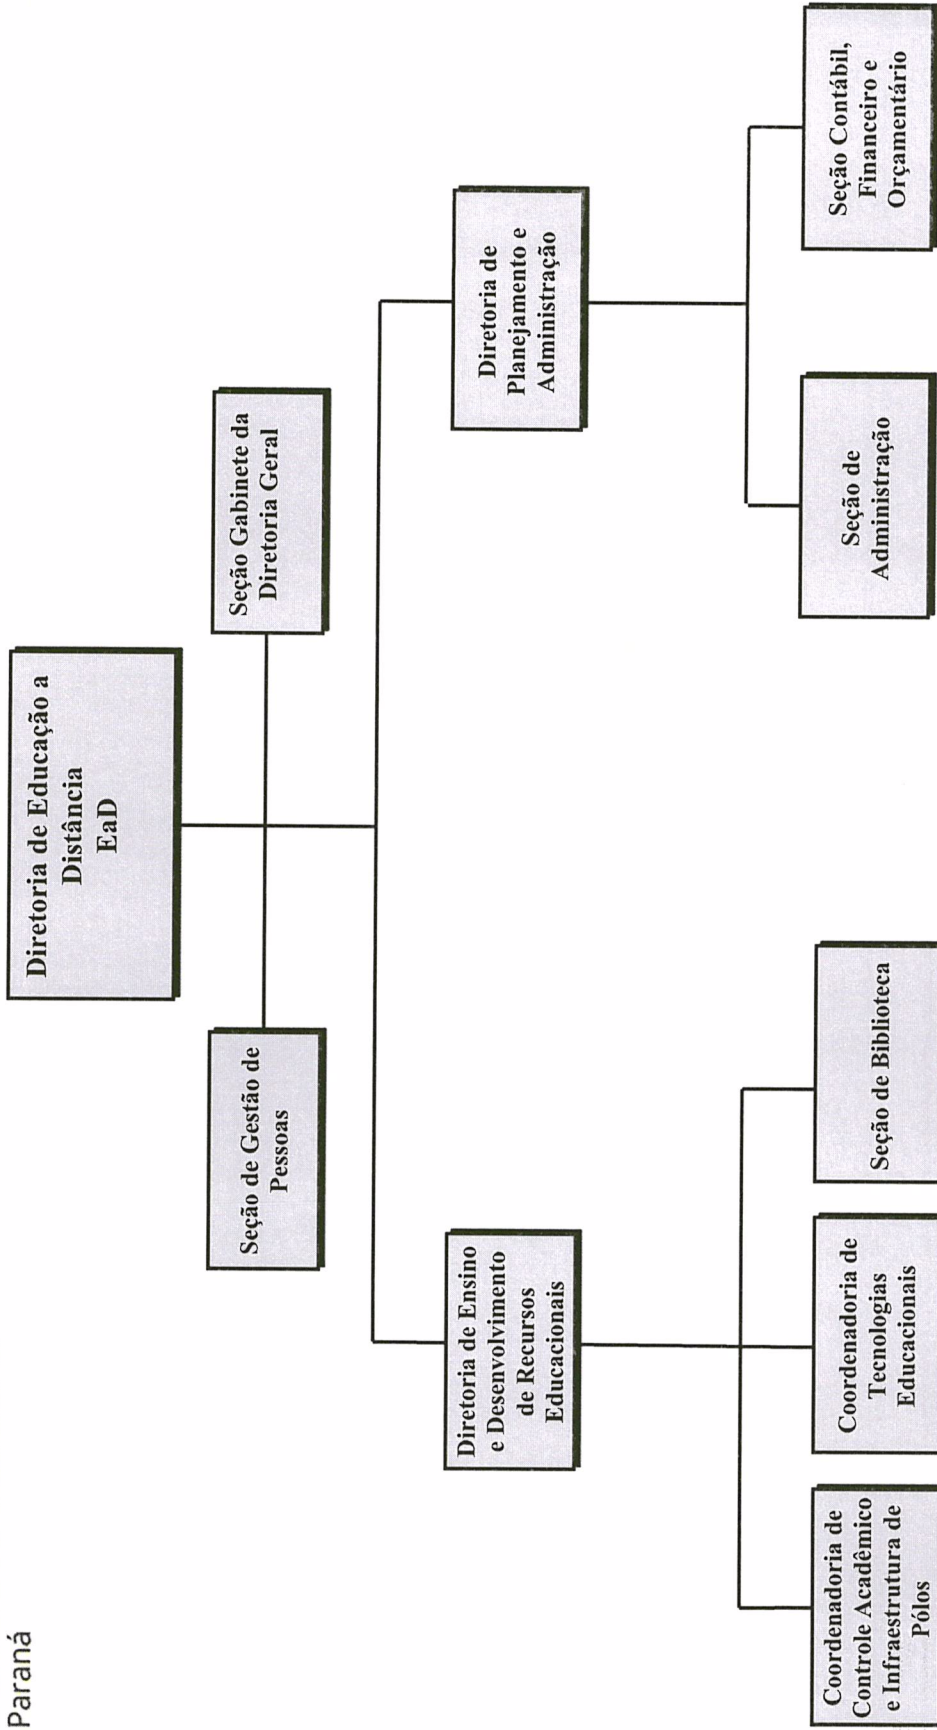 Paraná
Diretoria de Educação a
Distância
EaD
Seção de Gestão de
Pessoas
Seção Gabinete da
Diretoria Geral
Diretoria de Ensino
e Desenvolvimento
de Recursos
Educacionais
Diretoria de
Planejamento e
Administração
Coordenadoria de
Controle Acadêmico
e Infraestrutura de
Pólos
Coordenadoria de
Tecnologias
Educacionais
Seção de Biblioteca
Seção de
Administração
Seção Contábil,
Financeiro e
Orçamentário